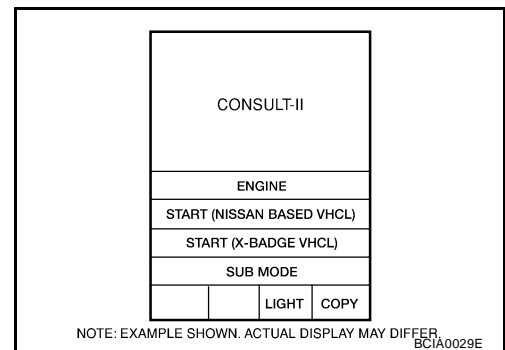 CONSULT-II
ENGINE
START (NISSAN BASED VHCL)
START (X-BADGE VHCL)
SUB MODE
LIGHT COPY
NOTE: EXAMPLE SHOWN. ACTUAL DISPLAY MAY DIFFER.
BCIA0029E